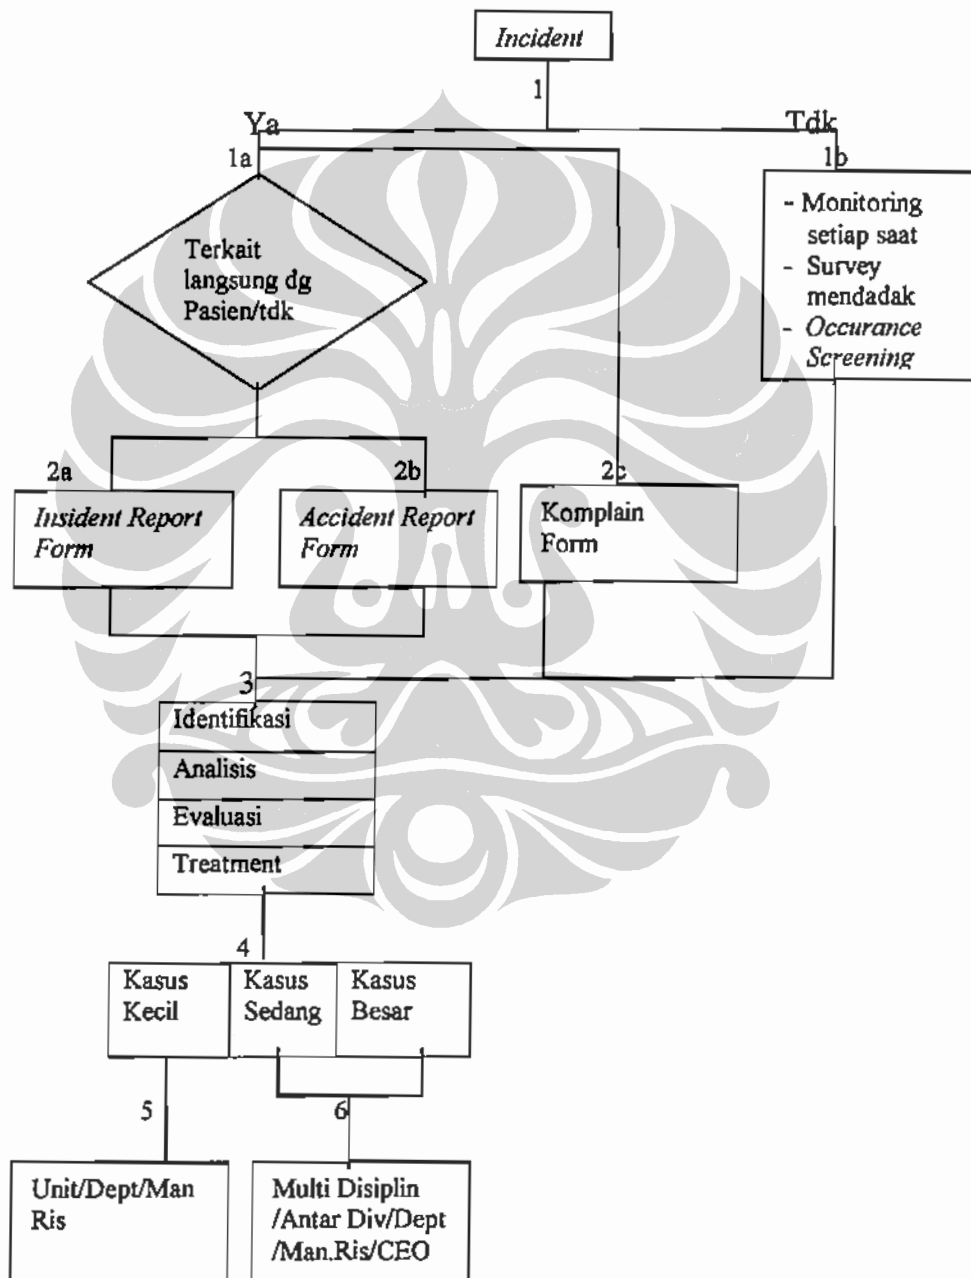 Incident
1
Ya
Tdk
1a
1b
Terkait
langsung dg
Pasien/tdk
- Monitoring
setiap saat
- Survey
mendadak
- Occurance
Screening
2a
2b
2c
Insident Report
Form
Accident Report
Form
Komplain
Form
3
Identifikasi
Analisis
Evaluasi
Treatment
4
Kasus
Kecil
Kasus
Sedang
Kasus
Besar
5
6
Unit/Dept/Man
Ris
Multi Disiplin
/Antar Div/Dept
/Man.Ris/CEO